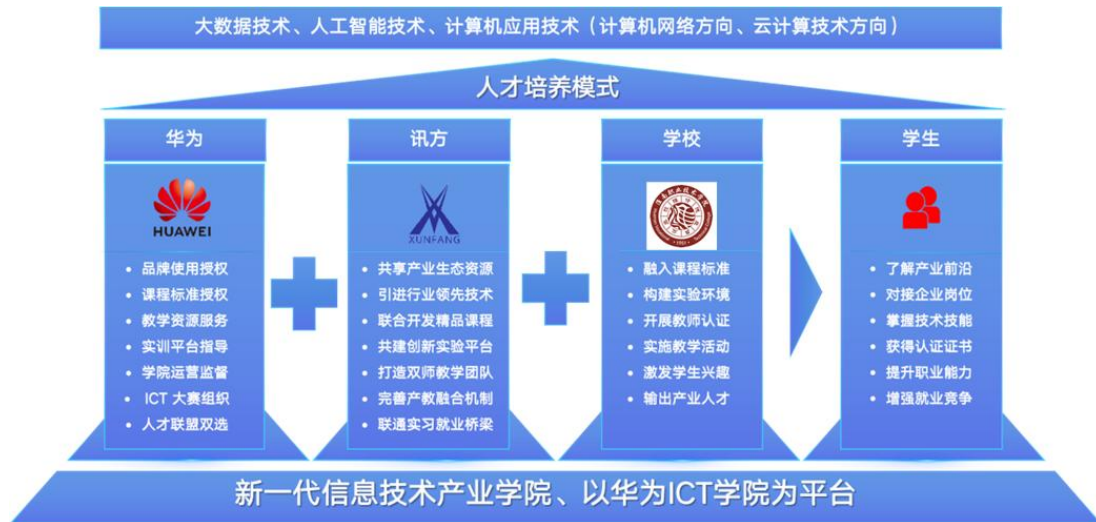 大数据技术、人工智能技术、计算机应用技术（计算机网络方向、云计算技术方向）
人才培养模式
华为
HUAWEI
• 品牌使用授权
• 课程标准授权
• 教学资源服务
• 实训平台指导
• 学院运营监督
• ICT 大赛组织
• 人才联盟双选
讯方
XUNFANG
• 共享产业生态资源
• 引进行业领先技术
• 联合开发精品课程
• 共建创新实验平台
• 打造双师教学团队
• 完善产教融合机制
• 联通实习就业桥梁
学校
• 融入课程标准
• 构建实验环境
• 开展教师认证
• 实施教学活动
• 激发学生兴趣
• 输出产业人才
学生
• 了解产业前沿
• 对接企业岗位
• 掌握技术技能
• 获得认证证书
• 提升职业能力
• 增强就业竞争
新一代信息技术产业学院、以华为ICT学院为平台